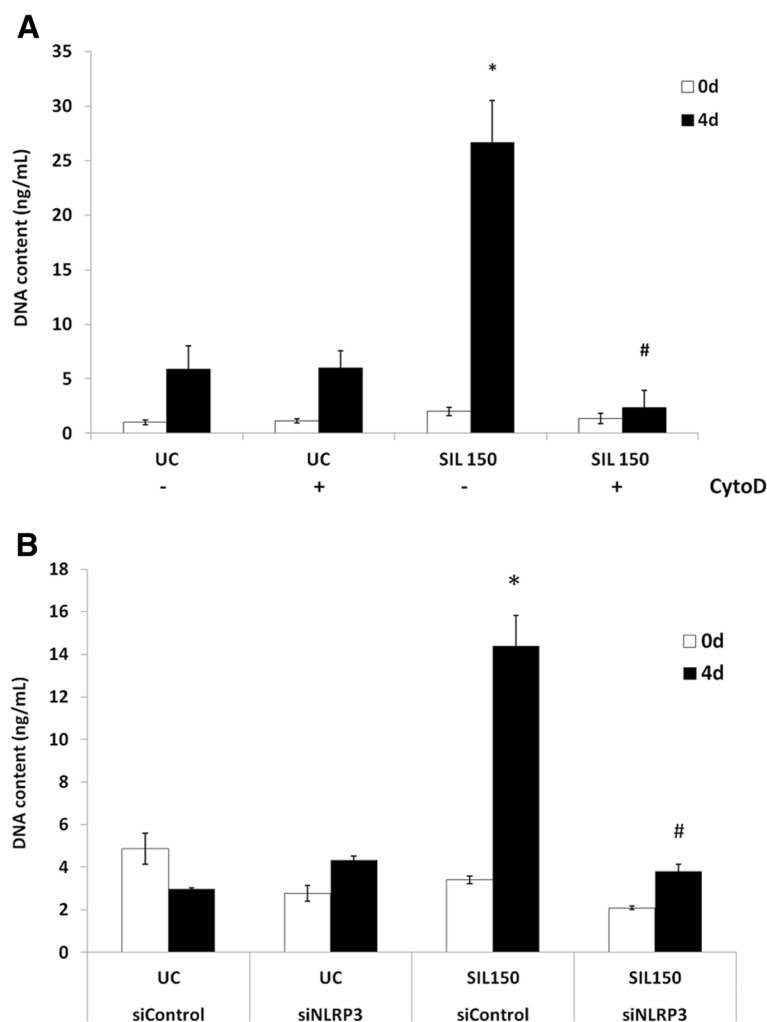 A
35
30
25
20
15
10
5
0
DNA content (ng/mL)
*
#
0d
4d
UC UC SIL 150 SIL 150
- + - + CytoD
B
18
16
14
12
10
8
6
4
2
0
DNA content (ng/mL)
*
#
0d
4d
UC UC SIL150 SIL150
siControl siNLRP3 siControl siNLRP3